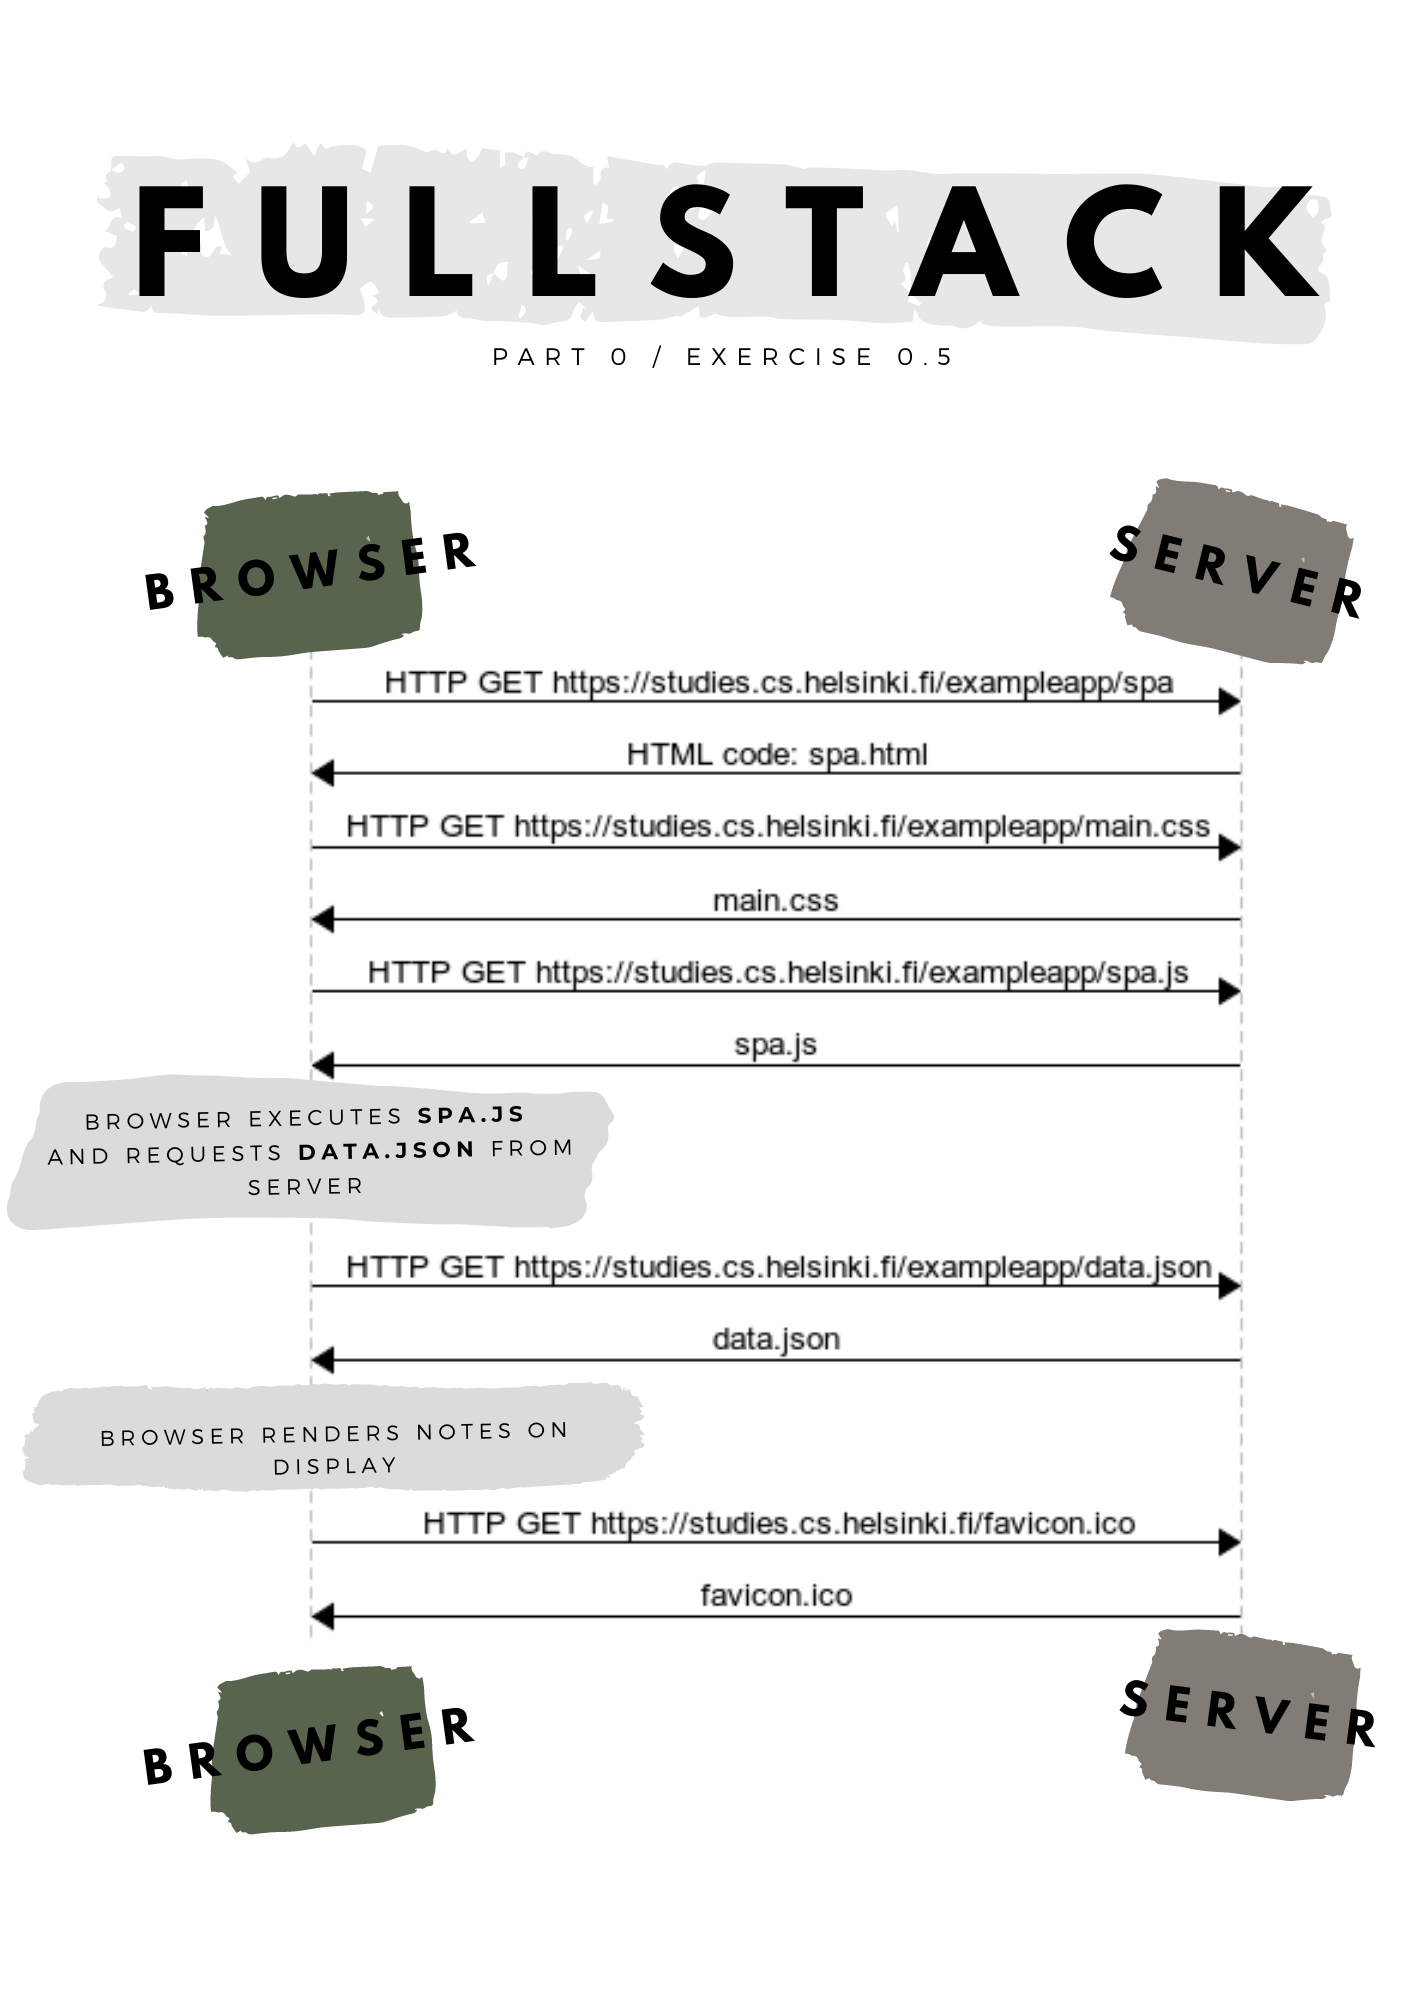 FULLSTACK
PART 0 / EXERCISE 0.5
BROWSER
SERVER
HTTP GET https://studies.cs.helsinki.fi/exampleapp/spa
HTML code: spa.html
HTTP GET https://studies.cs.helsinki.fi/exampleapp/main.css
main.css
HTTP GET https://studies.cs.helsinki.fi/exampleapp/spa.js
spa.js
BROWSER EXECUTES SPA.JS
AND REQUESTS DATA.JSON FROM
SERVER
HTTP GET https://studies.cs.helsinki.fi/exampleapp/data.json
data.json
BROWSER RENDERS NOTES ON
DISPLAY
HTTP GET https://studies.cs.helsinki.fi/favicon.ico
favicon.ico
BROWSER
SERVER